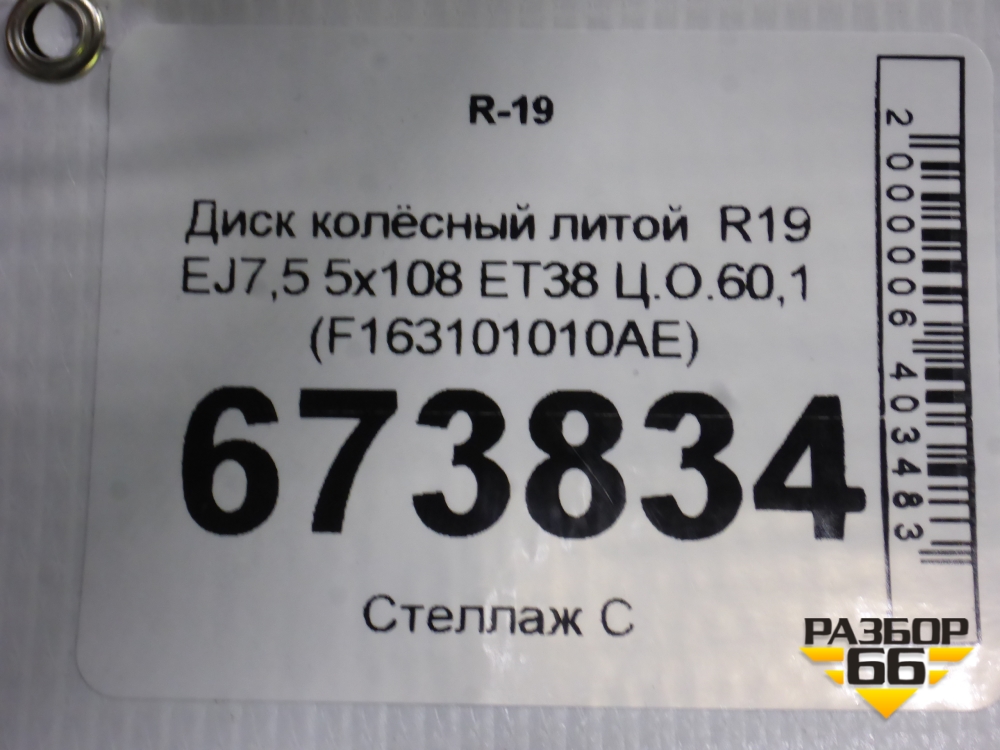 R-19
Диск колёсный литой R19
EJ7,5 5x108 ET38 Ц.О.60,1
(F163101010AE)
673834
Стеллаж С
2000006403483
РАЗБОР
66